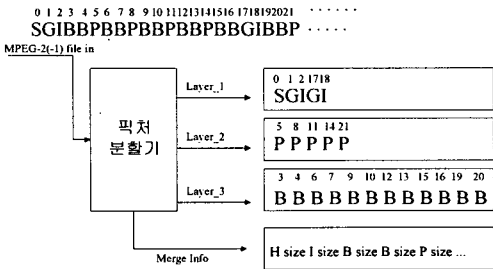 0 1 2 3 4 5 6 7 8 9 10 11 12 13 14 15 16 17 18 19 20 21 · · · · · ·
SGIBBPBBPBBPBBPBBGIBBP · · · · ·
MPEG-2(-1) file in
Layer_1
0 1 2 17 18
SGIGI
픽처
분할기
Layer_2
5 8 11 14 21
P P P P P
Layer_3
3 4 6 7 9 10 12 13 15 16 19 20
B B B B B B B B B B B B
Merge Info
H size I size B size B size P size ...